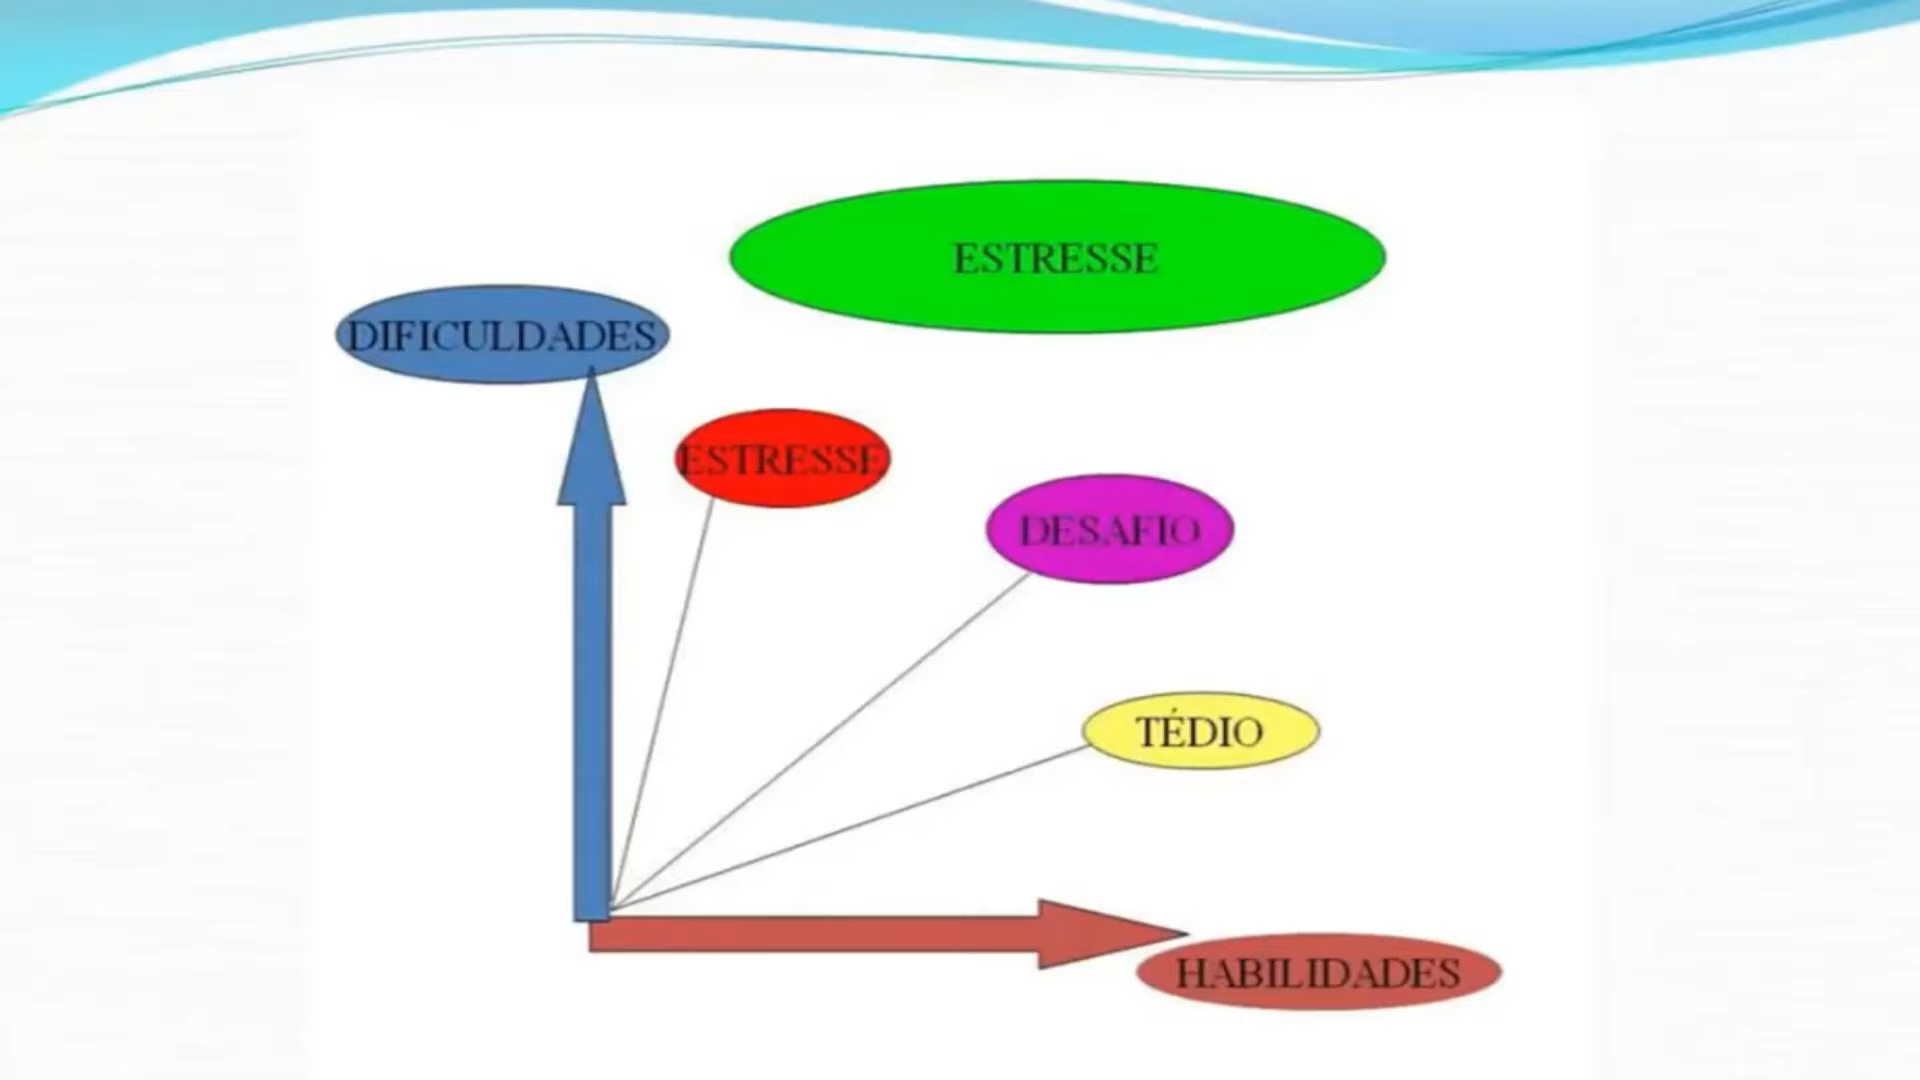 ESTRESSE
DIFICULDADES
ESTRESSE
DESAFIO
TÉDIO
HABILIDADES